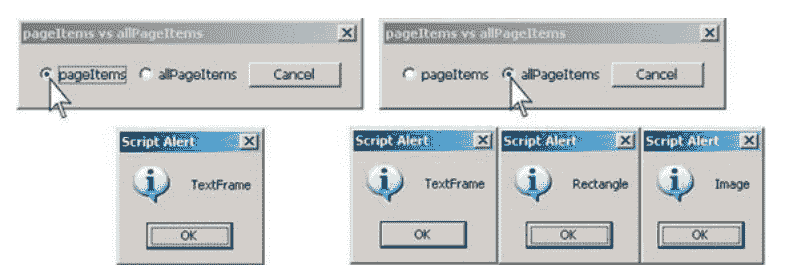 pageItems vs allPageItems
pageItems allPageItems Cancel
pageItems vs allPageItems
pageItems allPageItems Cancel
Script Alert
TextFrame
OK
Script Alert
TextFrame
OK
Script Alert
Rectangle
OK
Script Alert
Image
OK